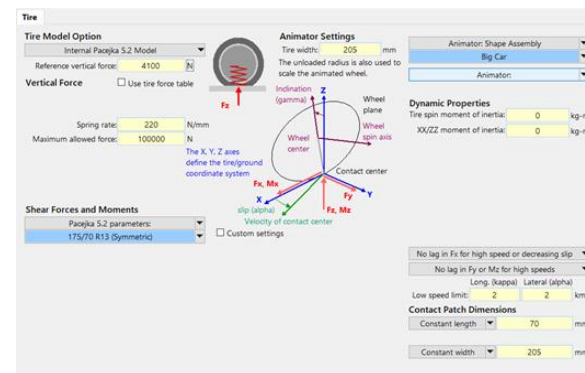 Tire
Tire Model Option
Internal Pacejka 5.2 Model
Reference vertical force: 4100 N
Vertical Force
Use tire force table
Spring rate: 220 N/mm
Maximum allowed force: 100000 N
Fz
Animator Settings
Tire width: 205 mm
The unloaded radius is also used to
scale the animated wheel.
Animator: Shape Assembly
Big Car
Animator:
Dynamic Properties
Tire spin moment of inertia: 0 kg-m
XX/ZZ moment of inertia: 0 kg-m
Inclination
(gamma)
Z
Wheel
plane
Wheel
spin axis
Wheel
center
The X, Y, Z axes
define the tire/ground
coordinate system
Contact center
Fx, Mx
X
Fy
Y
slip (alpha)
Fz, Mz
Velocity of contact center
Shear Forces and Moments
Pacejka 5.2 parameters:
175/70 R13 (Symmetric)
Custom settings
No lag in Fx for high speed or decreasing slip
No lag in Fy or Mz for high speeds
Long. (kappa) Lateral (alpha)
Low speed limit: 2 2 km
Contact Patch Dimensions
Constant length 70 mm
Constant width 205 mm